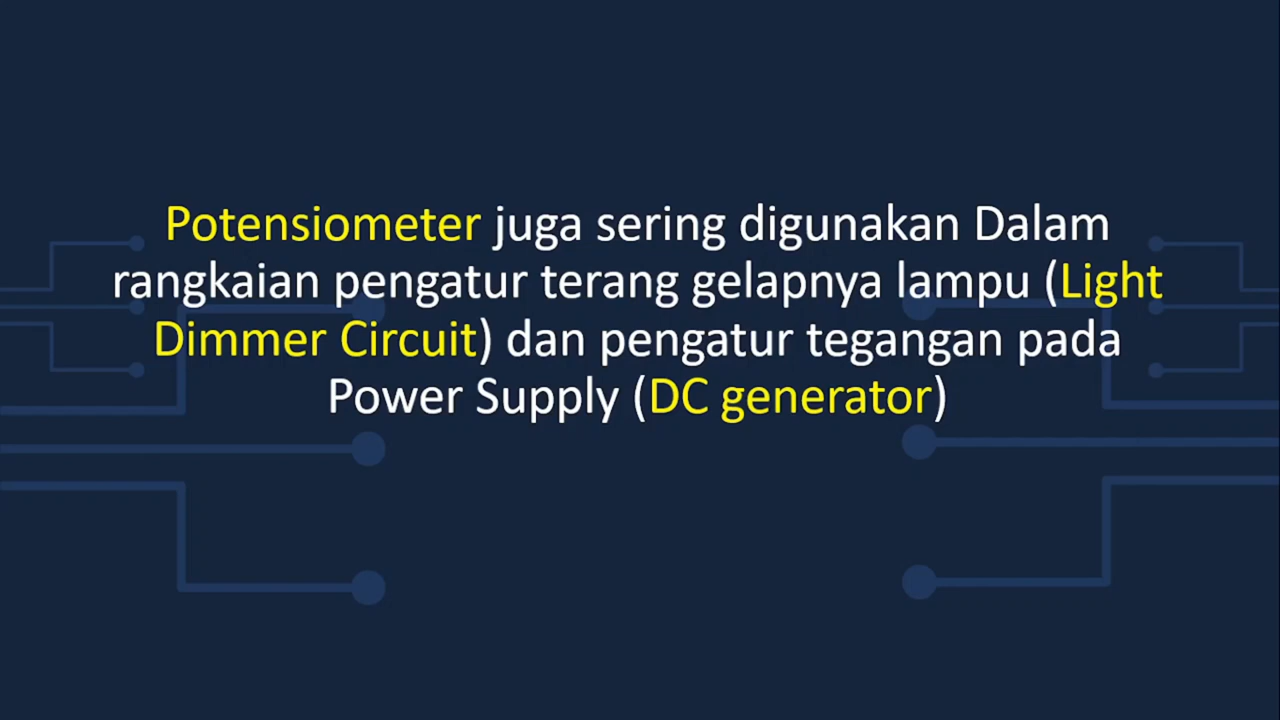 Potensiometer juga sering digunakan Dalam
rangkaian pengatur terang gelapnya lampu (Light
Dimmer Circuit) dan pengatur tegangan pada
Power Supply (DC generator)